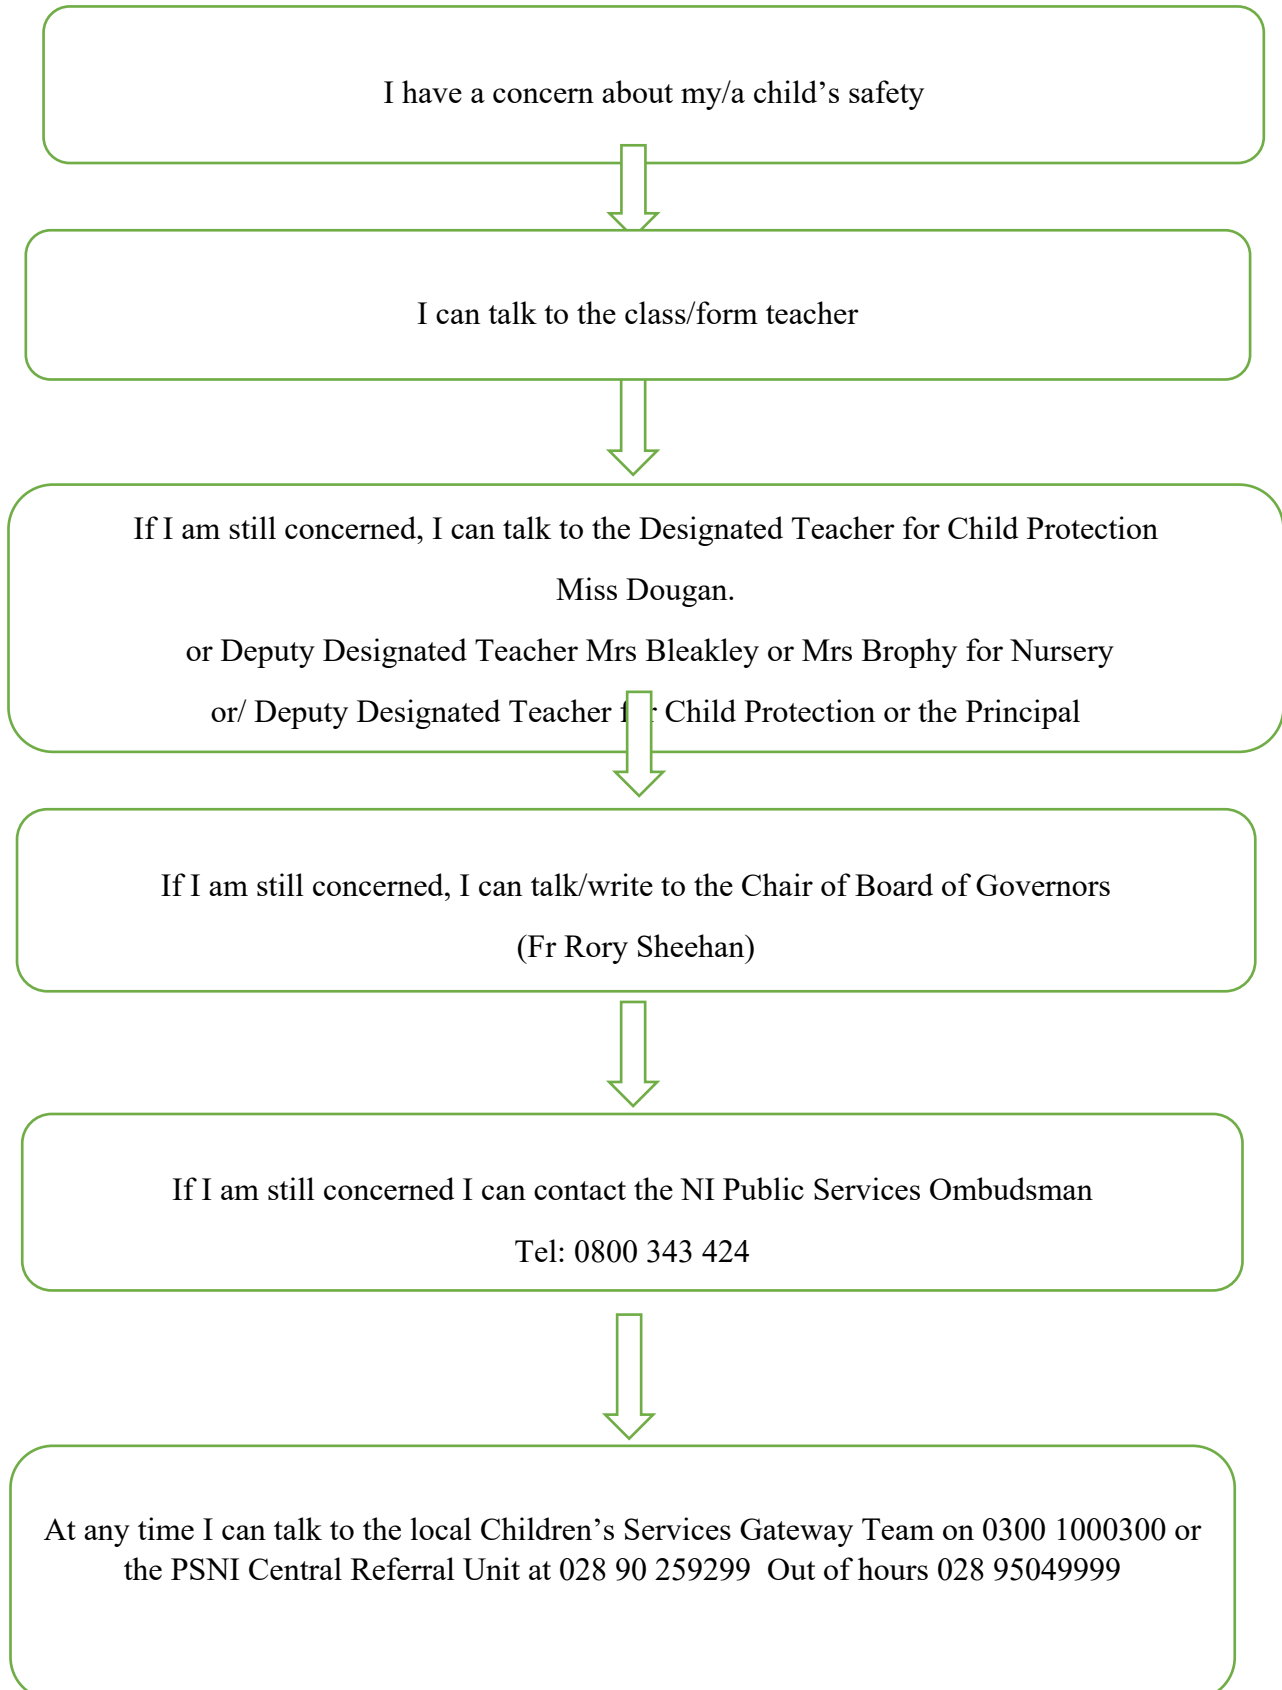 I have a concern about my/a child’s safety
I can talk to the class/form teacher
If I am still concerned, I can talk to the Designated Teacher for Child Protection
Miss Dougan.
or Deputy Designated Teacher Mrs Bleakley or Mrs Brophy for Nursery
or/ Deputy Designated Teacher for Child Protection or the Principal
If I am still concerned, I can talk/write to the Chair of Board of Governors
(Fr Rory Sheehan)
If I am still concerned I can contact the NI Public Services Ombudsman
Tel: 0800 343 424
At any time I can talk to the local Children’s Services Gateway Team on 0300 1000300 or
the PSNI Central Referral Unit at 028 90 259299  Out of hours 028 95049999